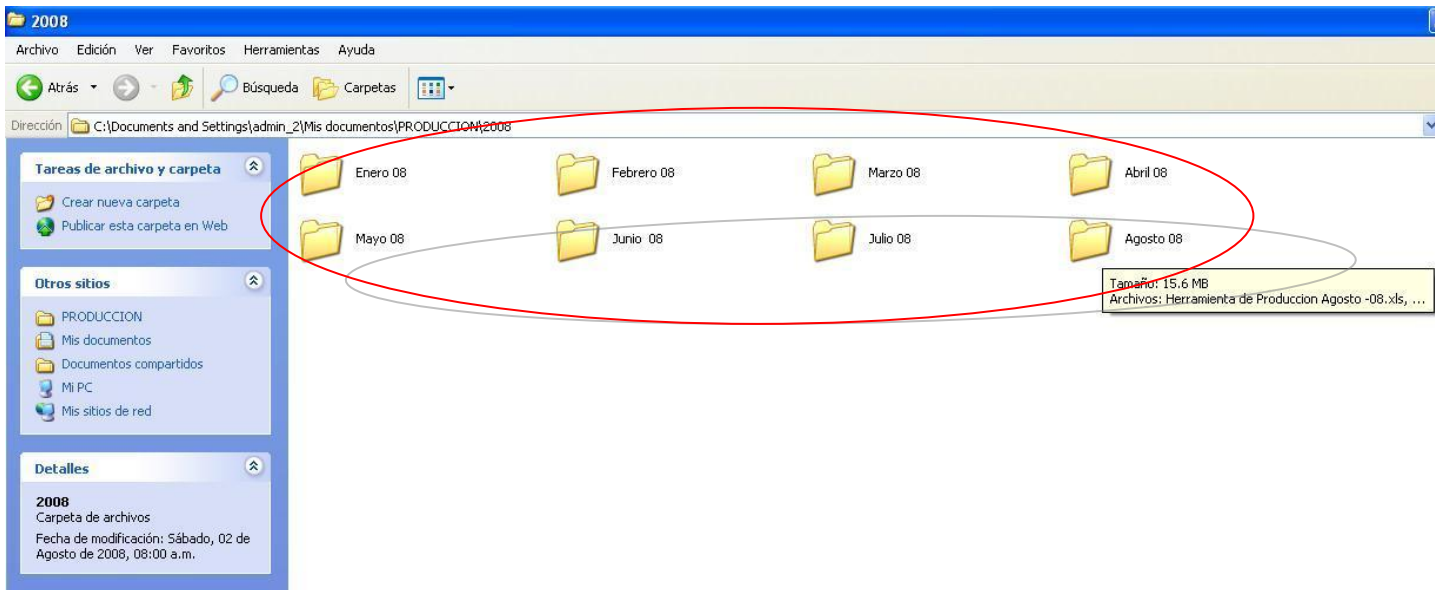 2008
Archivo Edición Ver Favoritos Herramientas Ayuda
Atrás Búsqueda Carpetas
Dirección C:\Documents and Settings\admin_2\Mis documentos\PRODUCCION\2008
Tareas de archivo y carpeta
Crear nueva carpeta
Publicar esta carpeta en Web
Otros sitios
PRODUCCION
Mis documentos
Documentos compartidos
Mi PC
Mis sitios de red
Detalles
2008
Carpeta de archivos
Fecha de modificación: Sábado, 02 de
Agosto de 2008, 08:00 a.m.
Enero 08 Febrero 08 Marzo 08 Abril 08
Mayo 08 Junio 08 Julio 08 Agosto 08
Tamaño: 15.6 MB
Archivos: Herramienta de Produccion Agosto -08.xls, ...